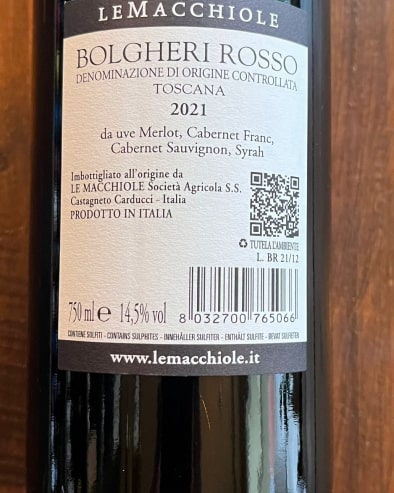 LEMACCHIOLE
BOLGHERI ROSSO
DENOMINAZIONE DI ORIGINE CONTROLLATA
TOSCANA
2021
da uve Merlot, Cabernet Franc,
Cabernet Sauvignon, Syrah
Imbottigliato all'origine da
LE MACCHIOLE Società Agricola S.S.
Castagneto Carducci - Italia
PRODOTTO IN ITALIA
TUTELA L'AMBIENTE
L. BR 21/12
750 ml e 14,5% vol
8 032700 765066
CONTIENE SOLFITI - CONTAINS SULPHITES - INNEHÅLLER SULFITER - ENTHÄLT SULFITE - BEVAT SULFIETEN
www.lemacchiole.it